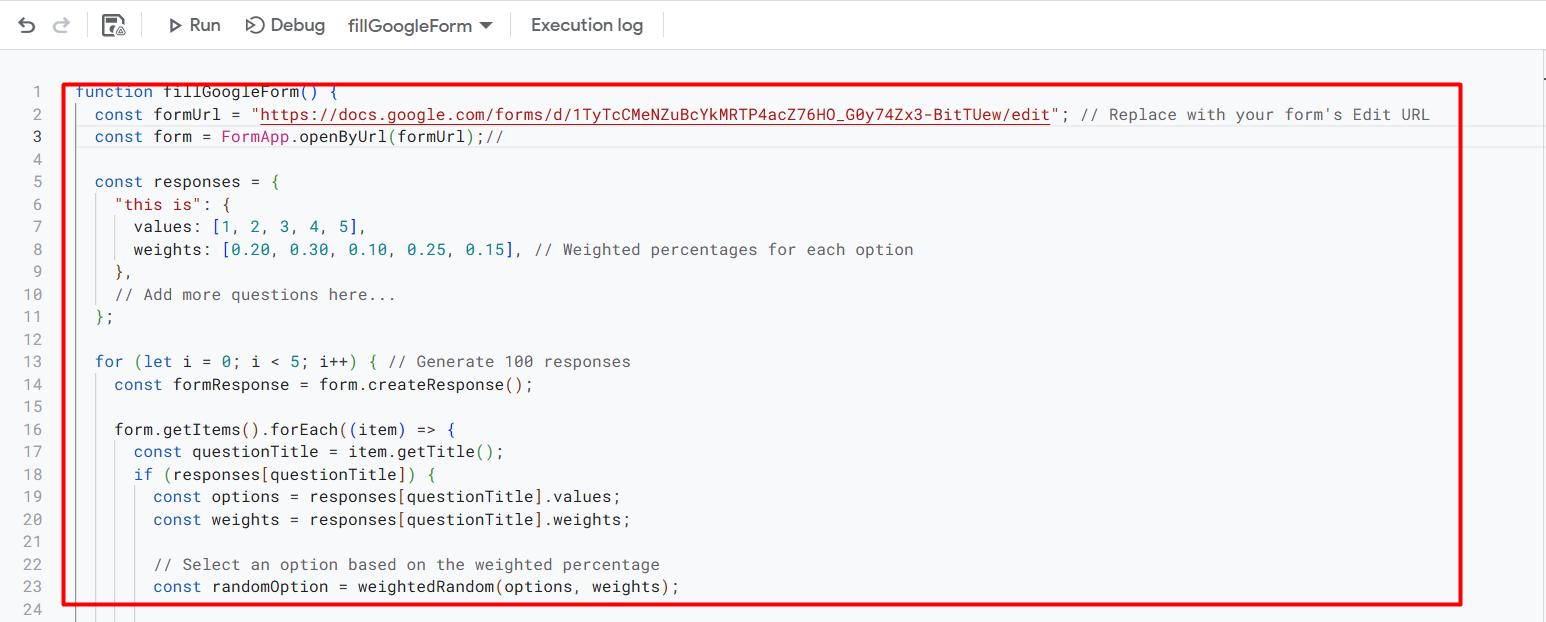 Run Debug fillGoogleForm Execution log
1 function fillGoogleForm() {
2 const formUrl = "https://docs.google.com/forms/d/1TyTcCMeNZuBcYkMRTP4acZ76HO_G0y74Zx3-BitTUew/edit"; // Replace with your form's Edit URL
3 const form = FormApp.openByUrl(formUrl);//
4
5 const responses = {
6 "this is": {
7 values: [1, 2, 3, 4, 5],
8 weights: [0.20, 0.30, 0.10, 0.25, 0.15], // Weighted percentages for each option
9 },
10 // Add more questions here...
11 };
12
13 for (let i = 0; i < 5; i++) { // Generate 100 responses
14 const formResponse = form.createResponse();
15
16 form.getItems().forEach((item) => {
17 const questionTitle = item.getTitle();
18 if (responses[questionTitle]) {
19 const options = responses[questionTitle].values;
20 const weights = responses[questionTitle].weights;
21
22 // Select an option based on the weighted percentage
23 const randomOption = weightedRandom(options, weights);
24